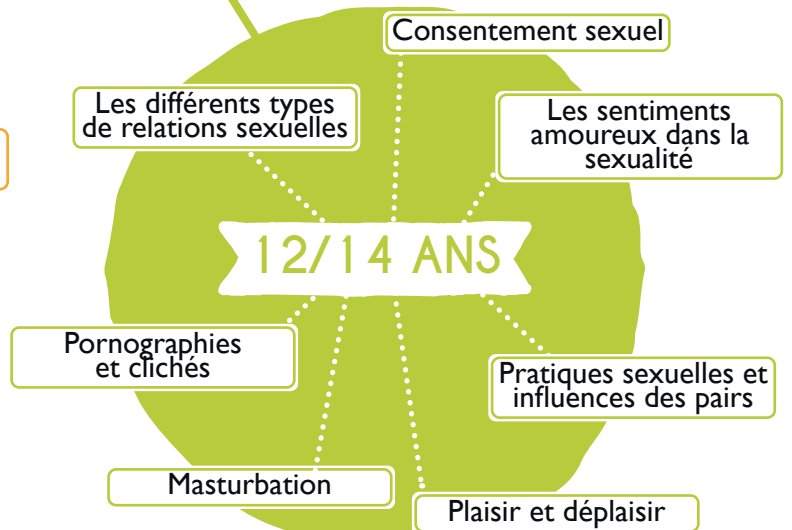 Consentement sexuel
Les différents types
de relations sexuelles
Les sentiments
amoureux dans la
sexualité
12/14 ANS
Pornographies
et clichés
Pratiques sexuelles et
influences des pairs
Masturbation
Plaisir et déplaisir